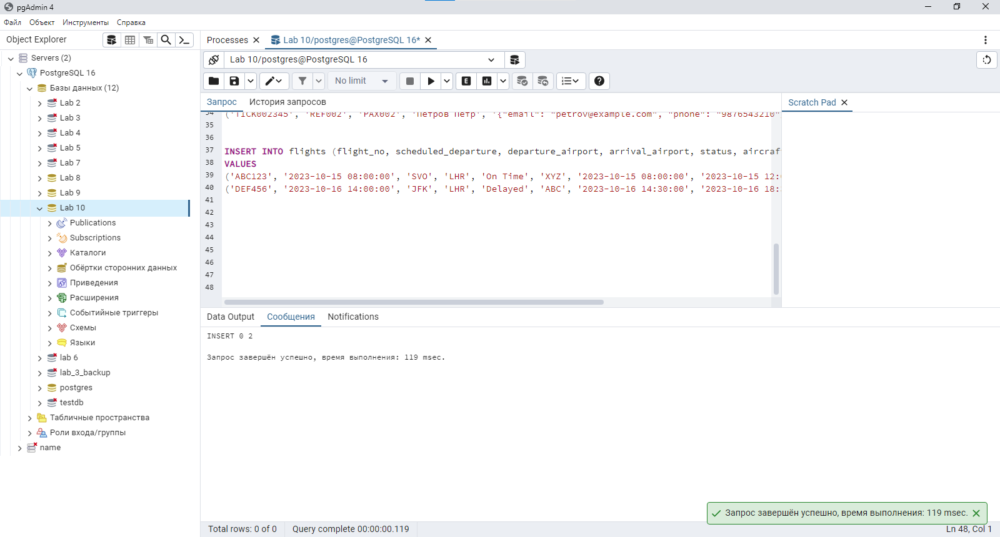 pgAdmin 4
Файл Объект Инструменты Справка
Object Explorer
Processes
Lab 10/postgres@PostgreSQL 16*
Servers (2)
PostgreSQL 16
Базы данных (12)
Lab 2
Lab 3
Lab 4
Lab 5
Lab 7
Lab 8
Lab 9
Lab 10
Publications
Subscriptions
Каталоги
Обёртки сторонних данных
Приведения
Расширения
Событийные триггеры
Схемы
Языки
lab 6
lab_3_backup
postgres
testdb
Табличные пространства
Роли входа/группы
name
Lab 10/postgres@PostgreSQL 16
No limit
E
Запрос История запросов
Scratch Pad
34 ('TICK002345', 'REF002', 'PAX002', 'Петров Петр', '{"email": "petrov@example.com", "phone": "9876543210"
35
36
37 INSERT INTO flights (flight_no, scheduled_departure, departure_airport, arrival_airport, status, aircraf
38 VALUES
39 ('ABC123', '2023-10-15 08:00:00', 'SVO', 'LHR', 'On Time', 'XYZ', '2023-10-15 08:00:00', '2023-10-15 12:0
40 ('DEF456', '2023-10-16 14:00:00', 'JFK', 'LHR', 'Delayed', 'ABC', '2023-10-16 14:30:00', '2023-10-16 18:
41
42
43
44
45
46
47
48
Data Output Сообщения Notifications
INSERT 0 2
Запрос завершён успешно, время выполнения: 119 msec.
Запрос завершён успешно, время выполнения: 119 msec.
Total rows: 0 of 0 Query complete 00:00:00.119 Ln 48, Col 1